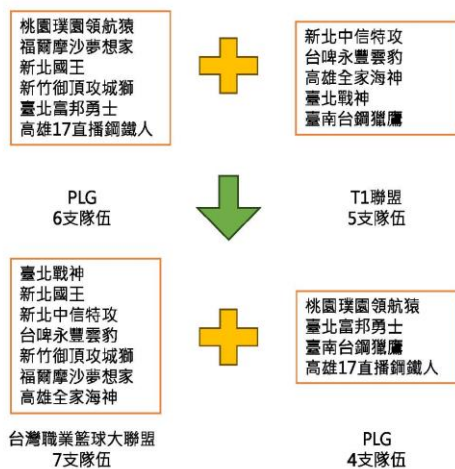 桃園璞園領航猿
福爾摩沙夢想家
新北國王
新竹御頂攻城獅
臺北富邦勇士
高雄17直播鋼鐵人
新北中信特攻
台啤永豐雲豹
高雄全家海神
臺北戰神
臺南台鋼獵鷹
PLG
6支隊伍
T1聯盟
5支隊伍
臺北戰神
新北國王
新北中信特攻
台啤永豐雲豹
新竹御頂攻城獅
福爾摩沙夢想家
高雄全家海神
桃園璞園領航猿
臺北富邦勇士
臺南台鋼獵鷹
高雄17直播鋼鐵人
台灣職業籃球大聯盟
7支隊伍
PLG
4支隊伍